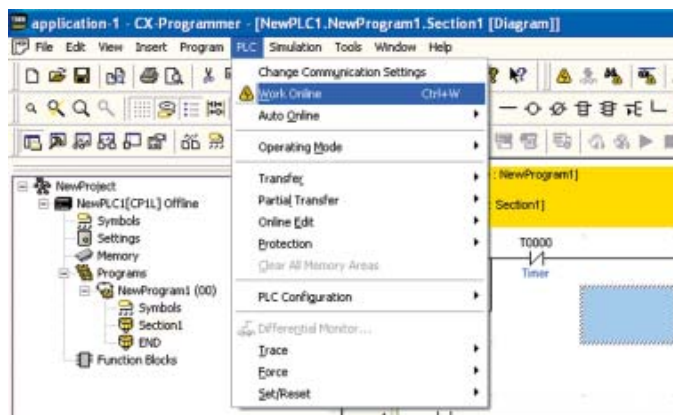 application-1 - CX-Programmer - [NewPLC1.NewProgram1.Section1 [Diagram]]
File Edit View Insert Program PLC Simulation Tools Window Help
Change Communication Settings
Work Online Ctrl+W
Auto Online
Operating Mode
Transfer
Partial Transfer
Online Edit
Protection
Clear All Memory Areas
PLC Configuration
Differential Monitor...
Trace
Force
Set/Reset
NewProject
NewPLC1[CP1L] Offline
Symbols
Settings
Memory
Programs
NewProgram1 (00)
Symbols
Section1
END
Function Blocks
: NewProgram1]
: Section1]
T0000
Timer